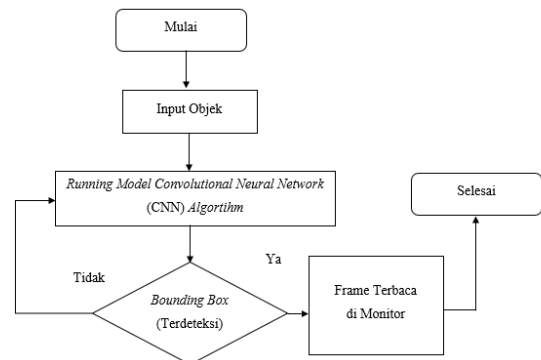 Mulai
Input Objek
Running Model Convolutional Neural Network
(CNN) Algortihm
Tidak
Bounding Box
(Terdeteksi)
Ya
Frame Terbaca
di Monitor
Selesai